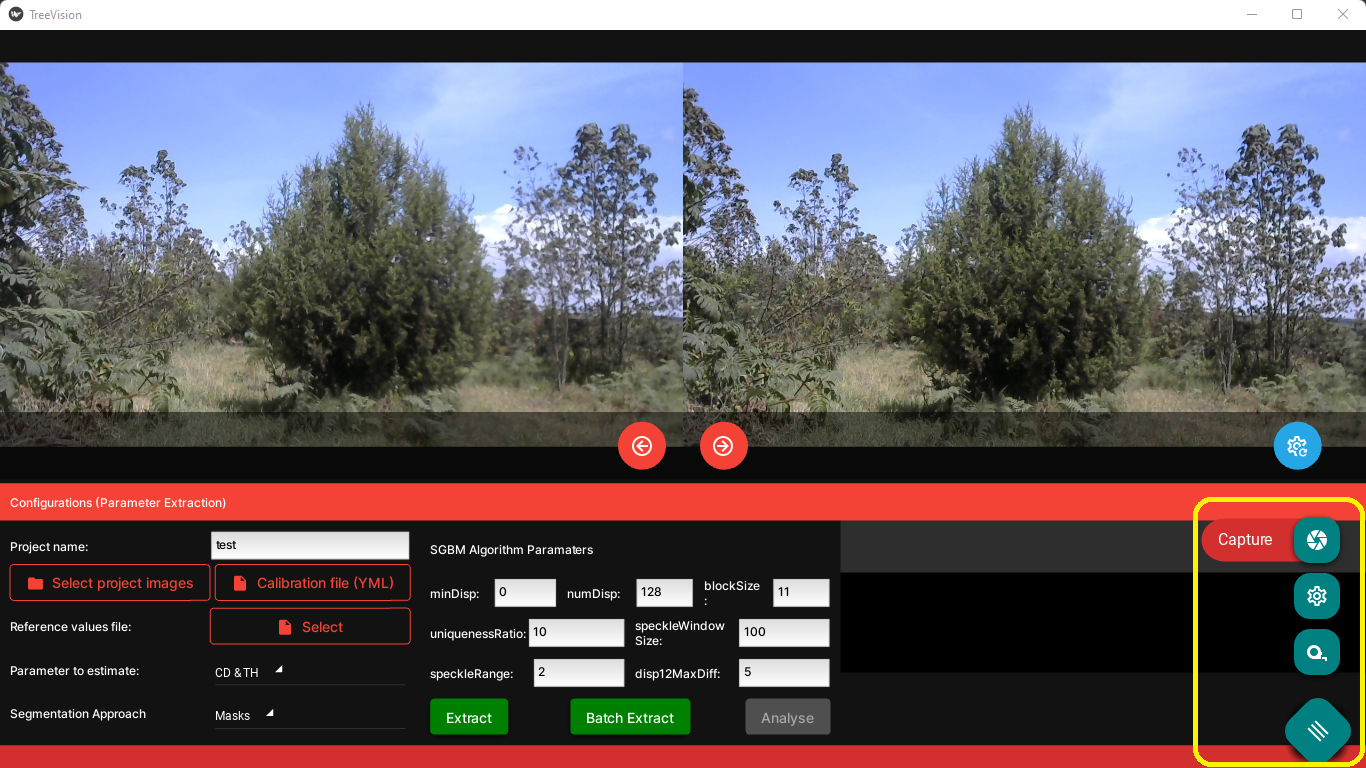 TreeVision
Configurations (Parameter Extraction)
Project name:
test
Select project images
Calibration file (YML)
Reference values file:
Select
Parameter to estimate:
CD & TH
Segmentation Approach
Masks
SGBM Algorithm Paramaters
minDisp:
0
numDisp:
128
blockSize
:
11
uniquenessRatio:
10
speckleWindow
Size:
100
speckleRange:
2
disp12MaxDiff:
5
Extract
Batch Extract
Analyse
Capture